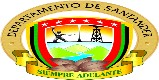 DEPARTAMENTO DE SANTANDER
SIEMPRE ADELANTE